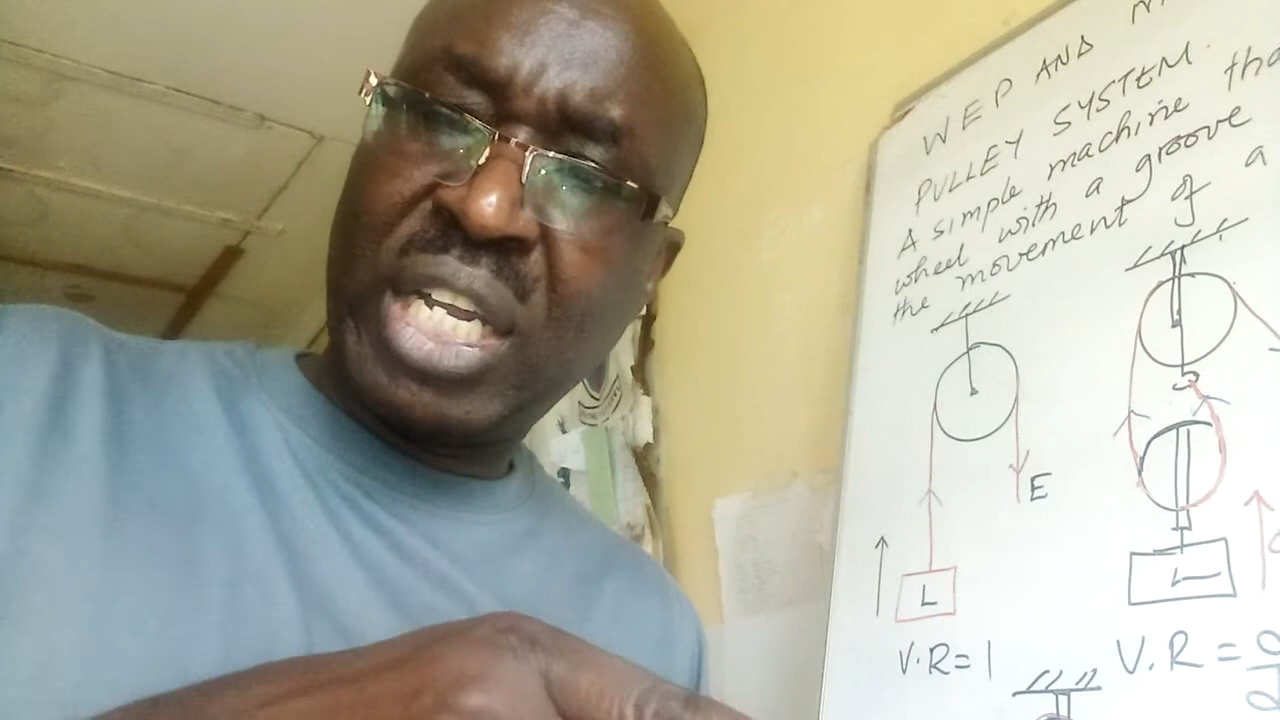 WEP AND
PULLEY SYSTEM.
A simple machine
wheel with a groove
the movement of a
E
L
L
V.R=1
V.R=